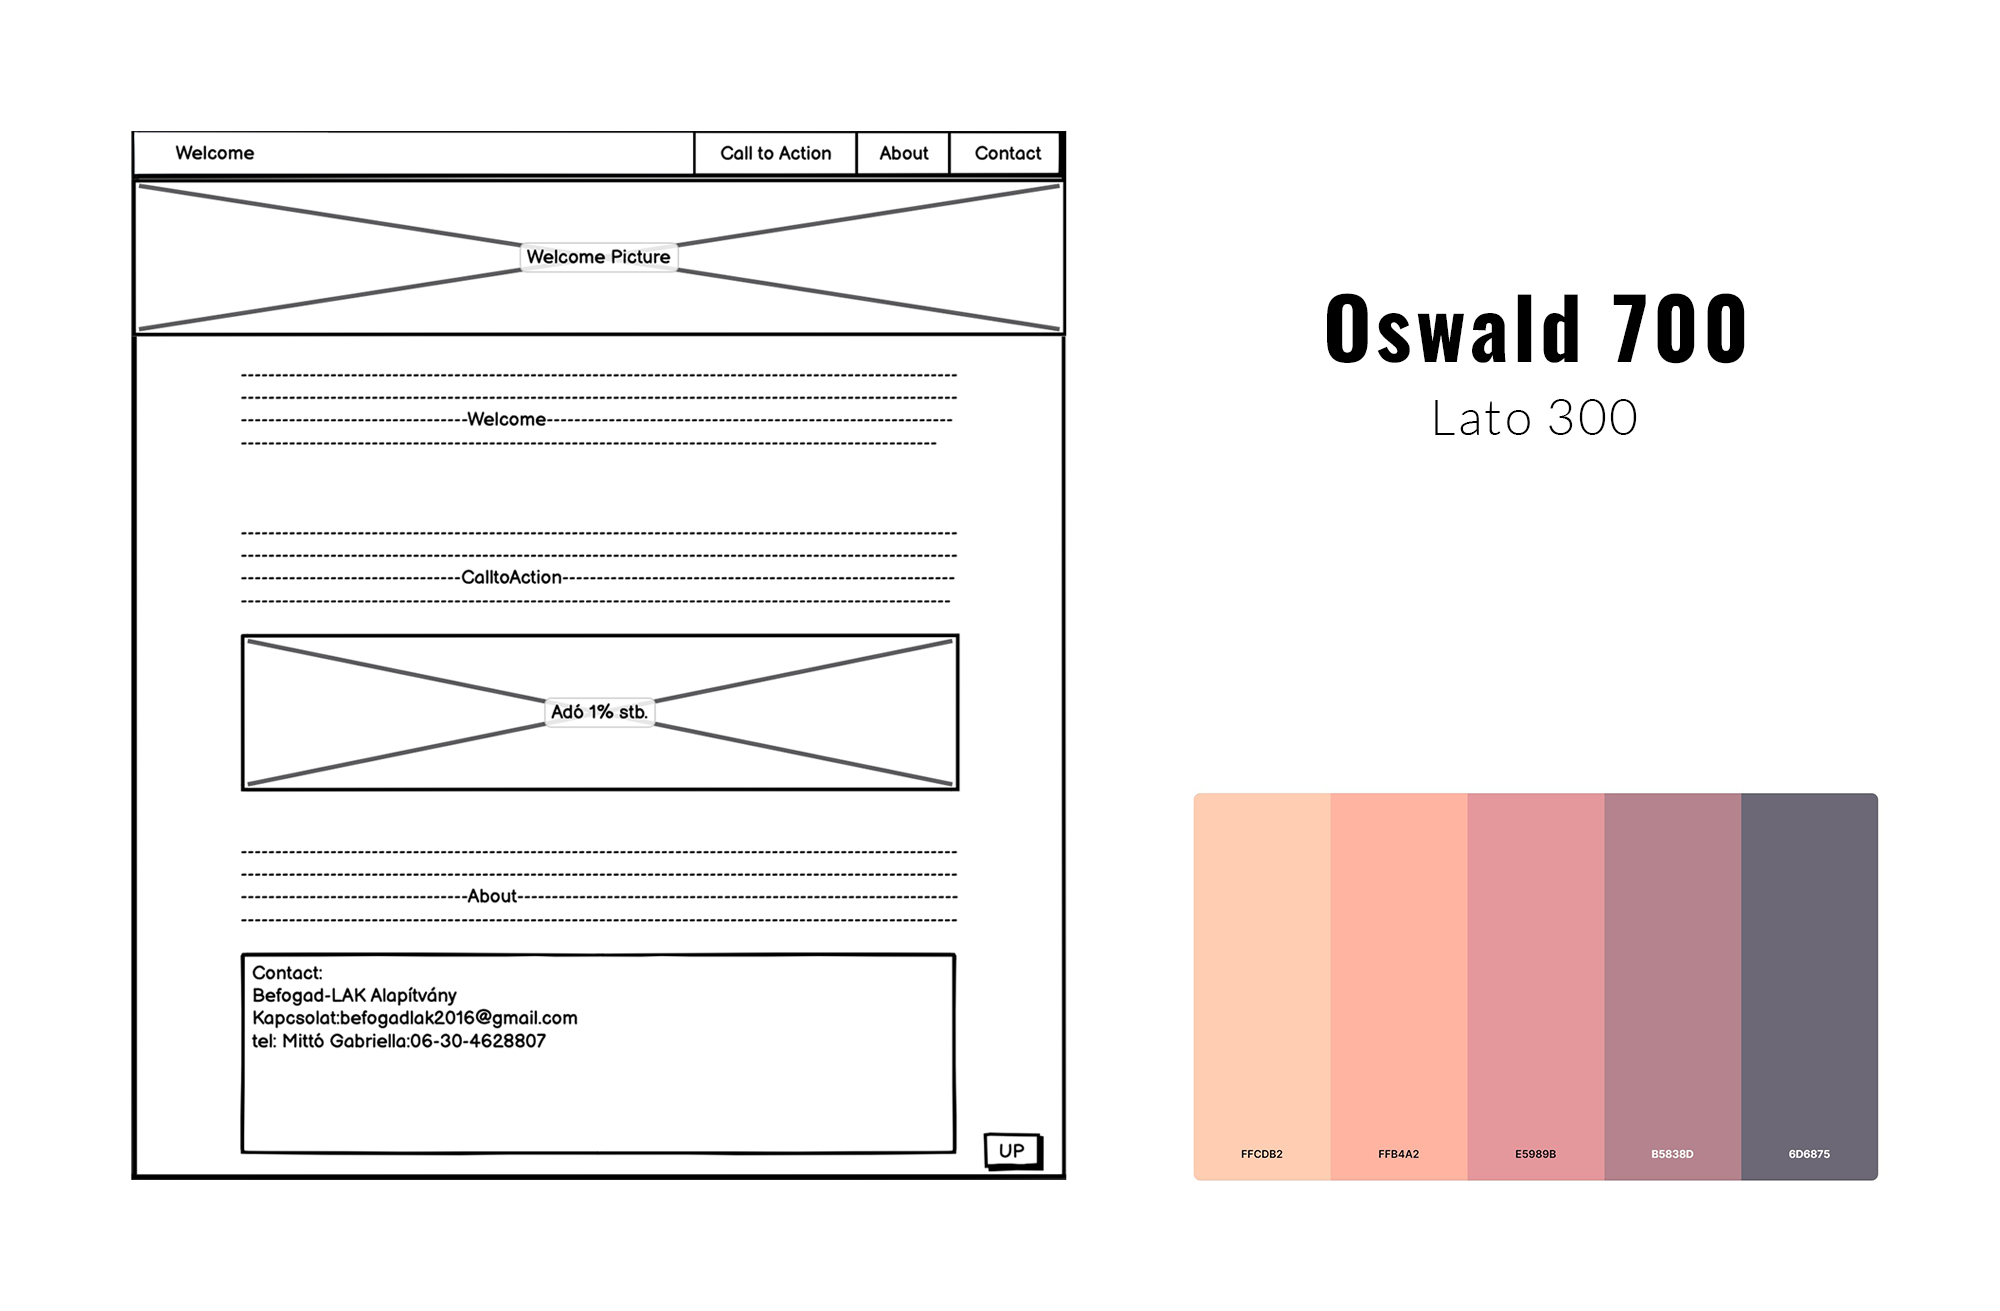 Welcome
Call to Action
About
Contact
Welcome Picture
Welcome
CalltoAction
Adó 1% stb.
About
Contact:
Befogad-LAK Alapítvány
Kapcsolat:befogadlak2016@gmail.com
tel: Mittó Gabriella:06-30-4628807
UP
Oswald 700
Lato 300
FFCDB2
FFB4A2
E5989B
B5838D
6D6875